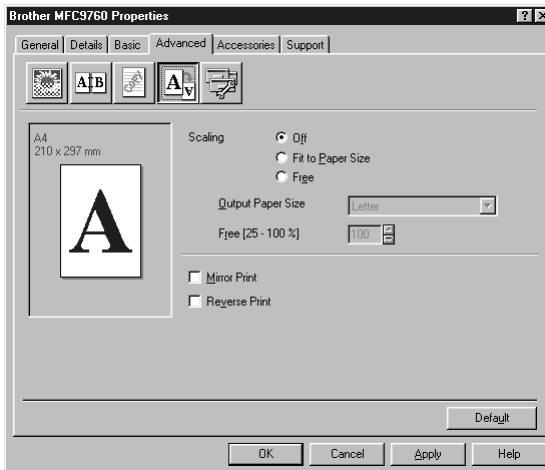 Brother MFC9760 Properties
General Details Basic Advanced Accessories Support
A B Copy A A
A4
210 x 297 mm
A
Scaling
Off
Fit to Paper Size
Free
Output Paper Size Letter
Free [25 - 100 %] 100
Mirror Print
Reverse Print
Default
OK Cancel Apply Help